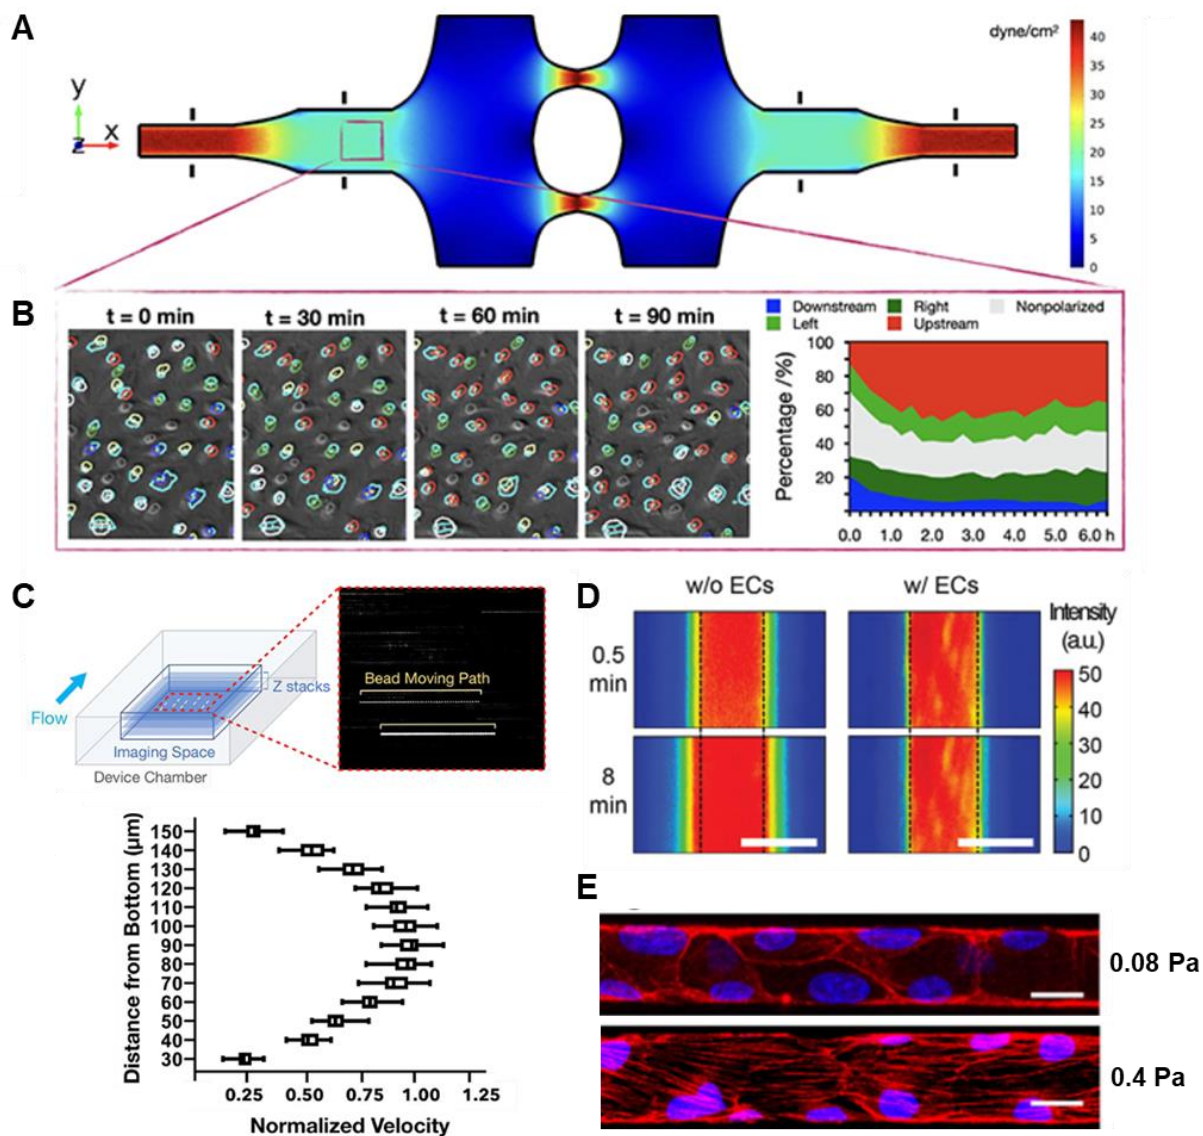 A
dyne/cm²
40
35
30
25
20
15
10
5
0
y
x
z
B
t = 0 min
t = 30 min
t = 60 min
t = 90 min
Downstream
Right
Nonpolarized
Left
Upstream
Percentage /%)
100
80
60
40
20
0.0
1.0
2.0
3.0
4.0
5.0
6.0 h
C
Flow
Z stacks
Imaging Space
Device Chamber
Bead Moving Path
Distance from Bottom (μm)
150
140
130
120
110
100
90
80
70
60
50
40
30
0.25
0.50
0.75
1.00
1.25
Normalized Velocity
D
w/o ECs
w/ ECs
0.5
min
8
min
Intensity
(a.u.)
50
40
30
20
10
0
E
0.08 Pa
0.4 Pa